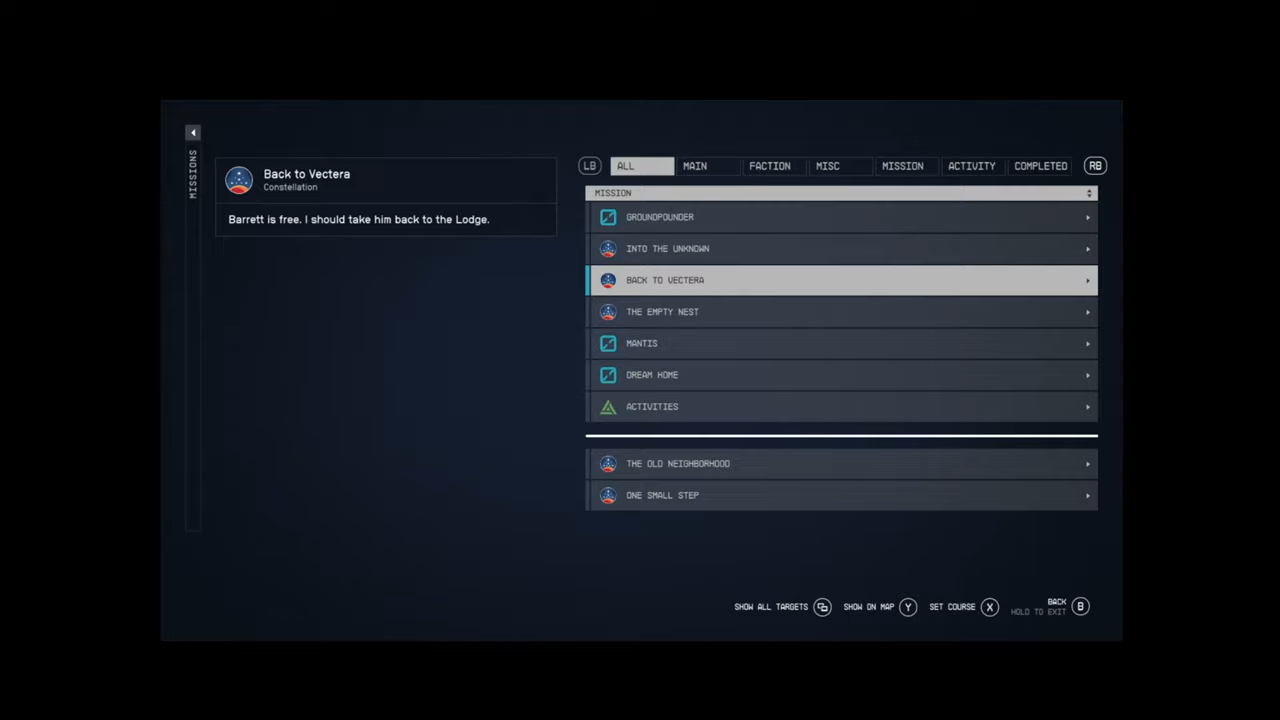 MISSIONS
Back to Vectera
Constellation
Barrett is free. I should take him back to the Lodge.
LB ALL MAIN FACTION MISC MISSION ACTIVITY COMPLETED RB
MISSION
GROUNDPOUNDER
INTO THE UNKNOWN
BACK TO VECTERA
THE EMPTY NEST
MANTIS
DREAM HOME
ACTIVITIES
THE OLD NEIGHBORHOOD
ONE SMALL STEP
SHOW ALL TARGETS SHOW ON MAP Y SET COURSE X BACK B
HOLD TO EXIT